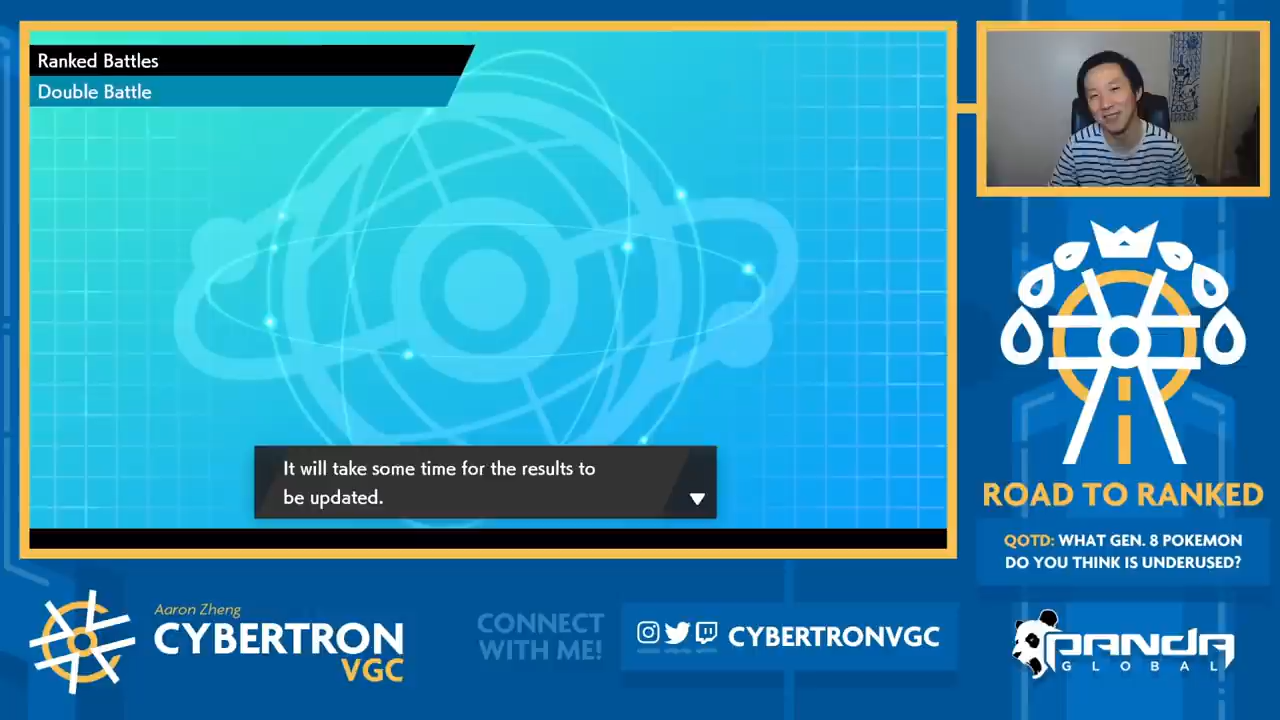 Ranked Battles
Double Battle
It will take some time for the results to
be updated.
ROAD TO RANKED
QOTD: WHAT GEN. 8 POKEMON
DO YOU THINK IS UNDERUSED?
Aaron Zheng
CYBERTRON
VGC
CONNECT
WITH ME!
CYBERTRONVGC
PANDA
GLOBAL